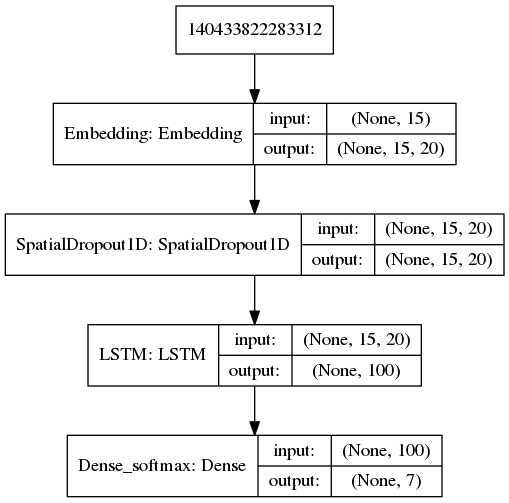 140433822283312
Embedding: Embedding
input:
(None, 15)
output:
(None, 15, 20)
SpatialDropout1D: SpatialDropout1D
input:
(None, 15, 20)
output:
(None, 15, 20)
LSTM: LSTM
input:
(None, 15, 20)
output:
(None, 100)
Dense_softmax: Dense
input:
(None, 100)
output:
(None, 7)